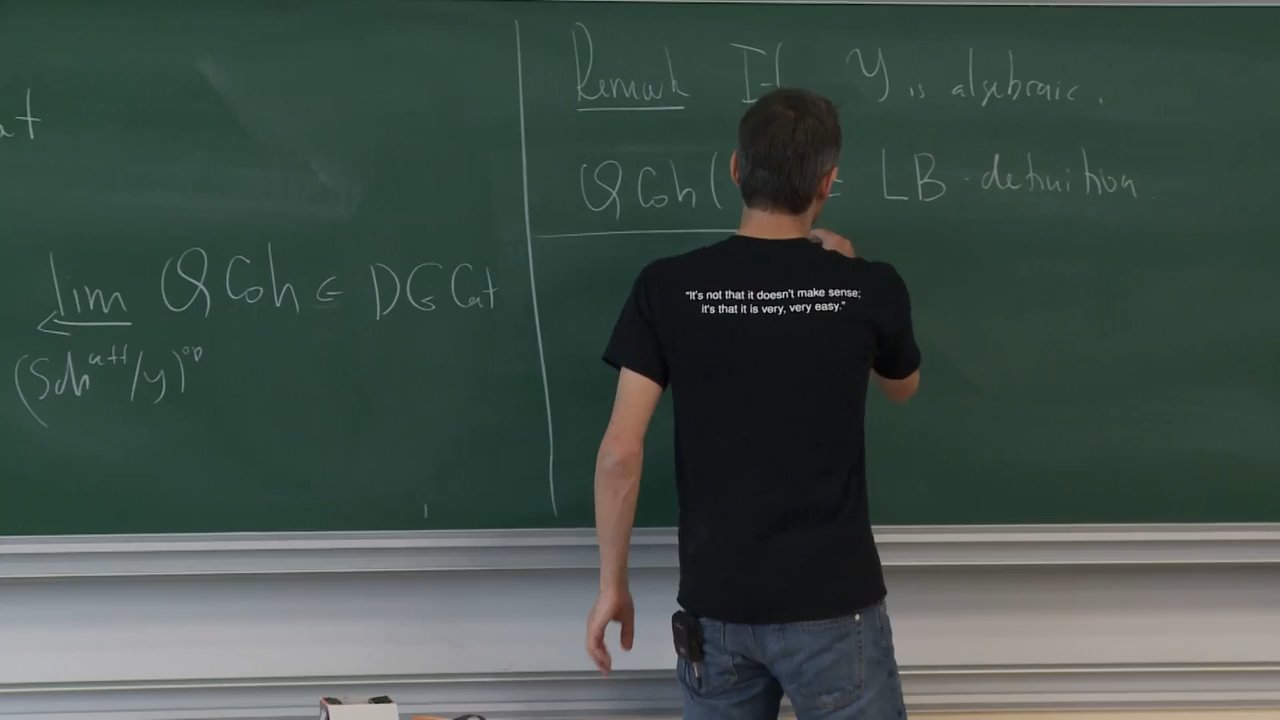 at
lim QCoh ∈ DGCat
←
(Sch^aff/y)^op
Remark If Y is algebraic.
QCoh( = LB-definition
"It's not that it doesn't make sense;
it's that it is very, very easy."